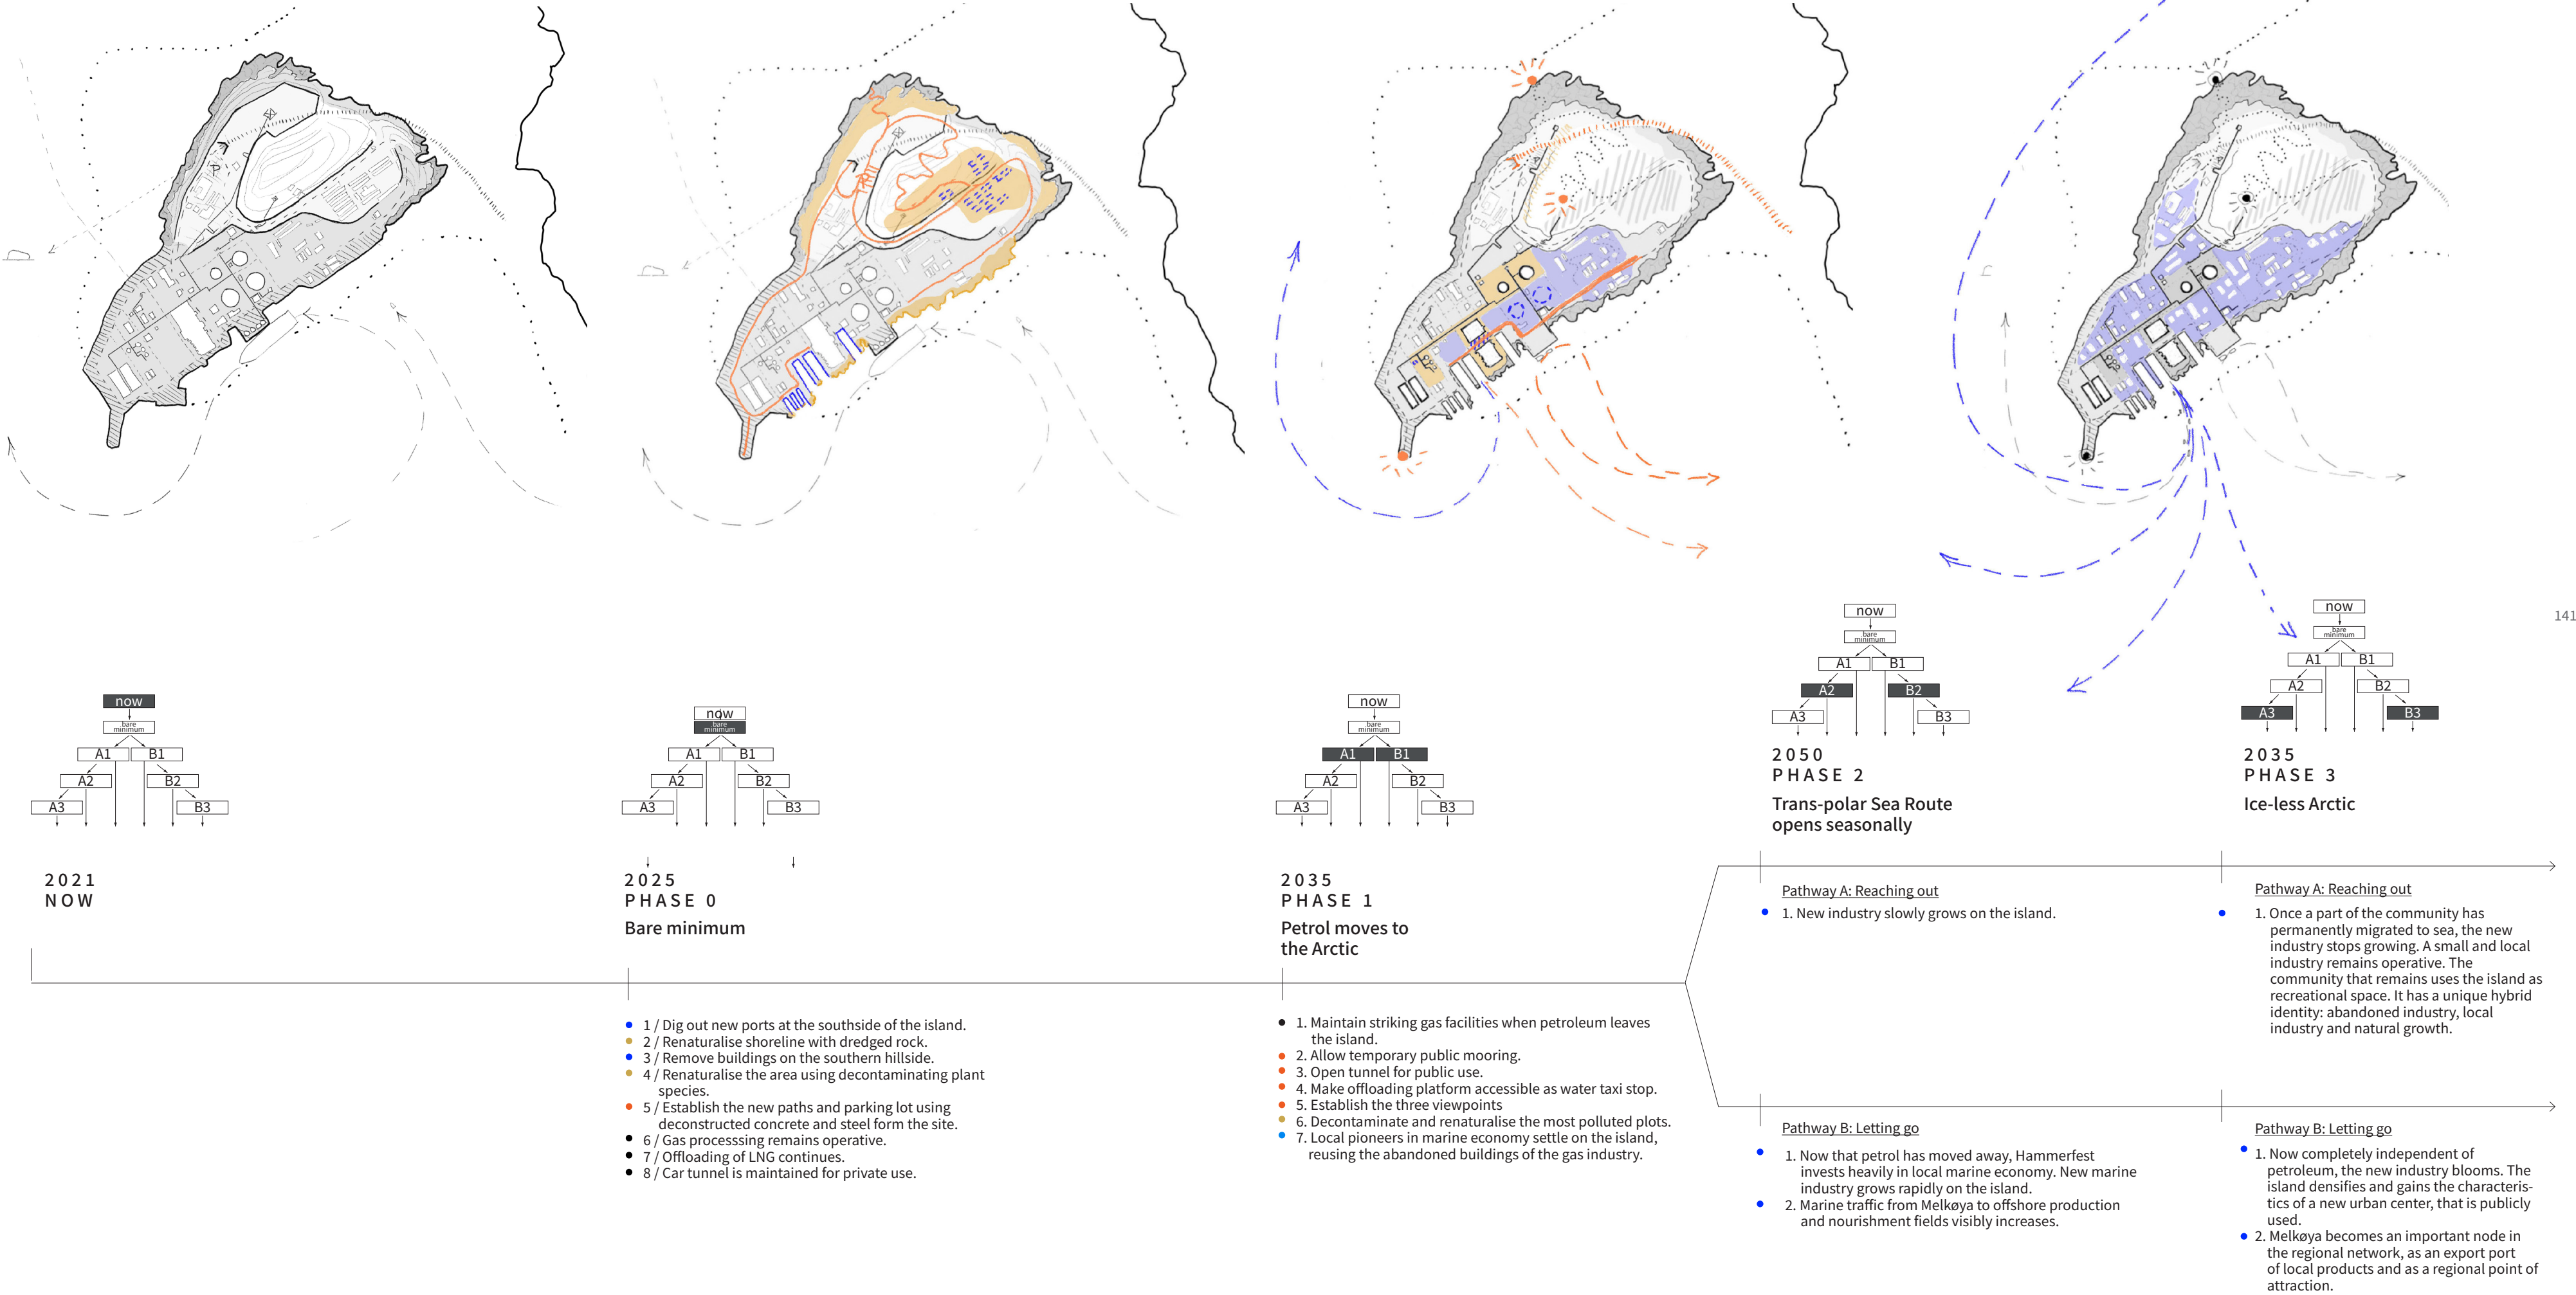 141
now
bare
minimum
A1
B1
A2
B2
A3
B3
2021
NOW
now
bare
minimum
A1
B1
A2
B2
A3
B3
2025
PHASE 0
Bare minimum
1 / Dig out new ports at the southside of the island.
2 / Renaturalise shoreline with dredged rock.
3 / Remove buildings on the southern hillside.
4 / Renaturalise the area using decontaminating plant
species.
5 / Establish the new paths and parking lot using
deconstructed concrete and steel form the site.
6 / Gas processsing remains operative.
7 / Offloading of LNG continues.
8 / Car tunnel is maintained for private use.
now
bare
minimum
A1
B1
A2
B2
A3
B3
2035
PHASE 1
Petrol moves to
the Arctic
1. Maintain striking gas facilities when petroleum leaves
the island.
2. Allow temporary public mooring.
3. Open tunnel for public use.
4. Make offloading platform accessible as water taxi stop.
5. Establish the three viewpoints
6. Decontaminate and renaturalise the most polluted plots.
7. Local pioneers in marine economy settle on the island,
reusing the abandoned buildings of the gas industry.
now
bare
minimum
A1
B1
A2
B2
A3
B3
2050
PHASE 2
Trans-polar Sea Route
opens seasonally
Pathway A: Reaching out
1. New industry slowly grows on the island.
Pathway B: Letting go
1. Now that petrol has moved away, Hammerfest
invests heavily in local marine economy. New marine
industry grows rapidly on the island.
2. Marine traffic from Melkøya to offshore production
and nourishment fields visibly increases.
now
bare
minimum
A1
B1
A2
B2
A3
B3
2035
PHASE 3
Ice-less Arctic
Pathway A: Reaching out
1. Once a part of the community has
permanently migrated to sea, the new
industry stops growing. A small and local
industry remains operative. The
community that remains uses the island as
recreational space. It has a unique hybrid
identity: abandoned industry, local
industry and natural growth.
Pathway B: Letting go
1. Now completely independent of
petroleum, the new industry blooms. The
island densifies and gains the characteris-
tics of a new urban center, that is publicly
used.
2. Melkøya becomes an important node in
the regional network, as an export port
of local products and as a regional point of
attraction.